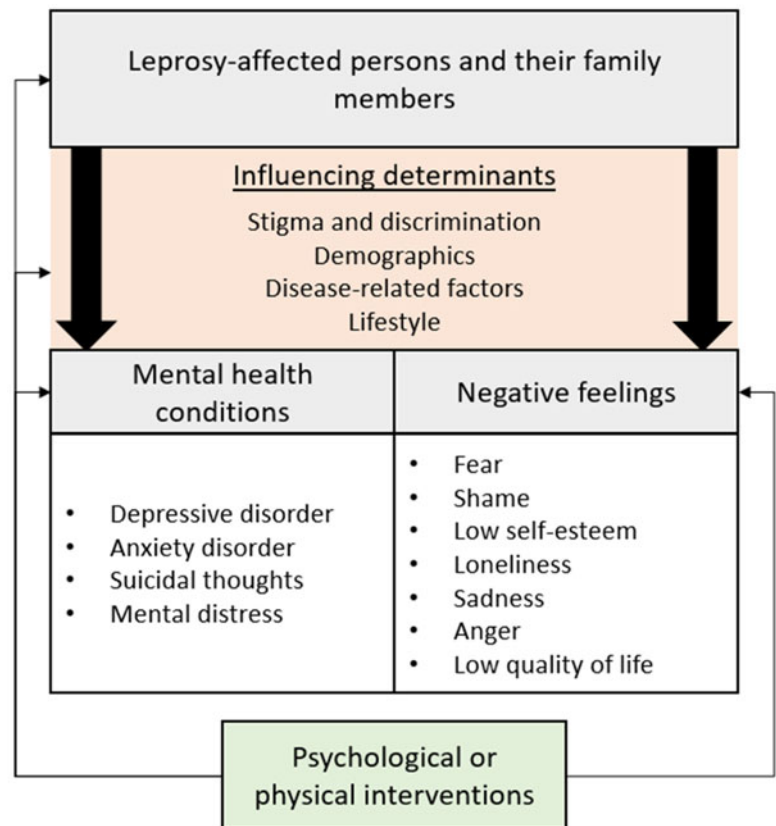 Leprosy-affected persons and their family
members
Influencing determinants
Stigma and discrimination
Demographics
Disease-related factors
Lifestyle
Mental health
conditions
Negative feelings
• Depressive disorder
• Anxiety disorder
• Suicidal thoughts
• Mental distress
• Fear
• Shame
• Low self-esteem
• Loneliness
• Sadness
• Anger
• Low quality of life
Psychological or
physical interventions